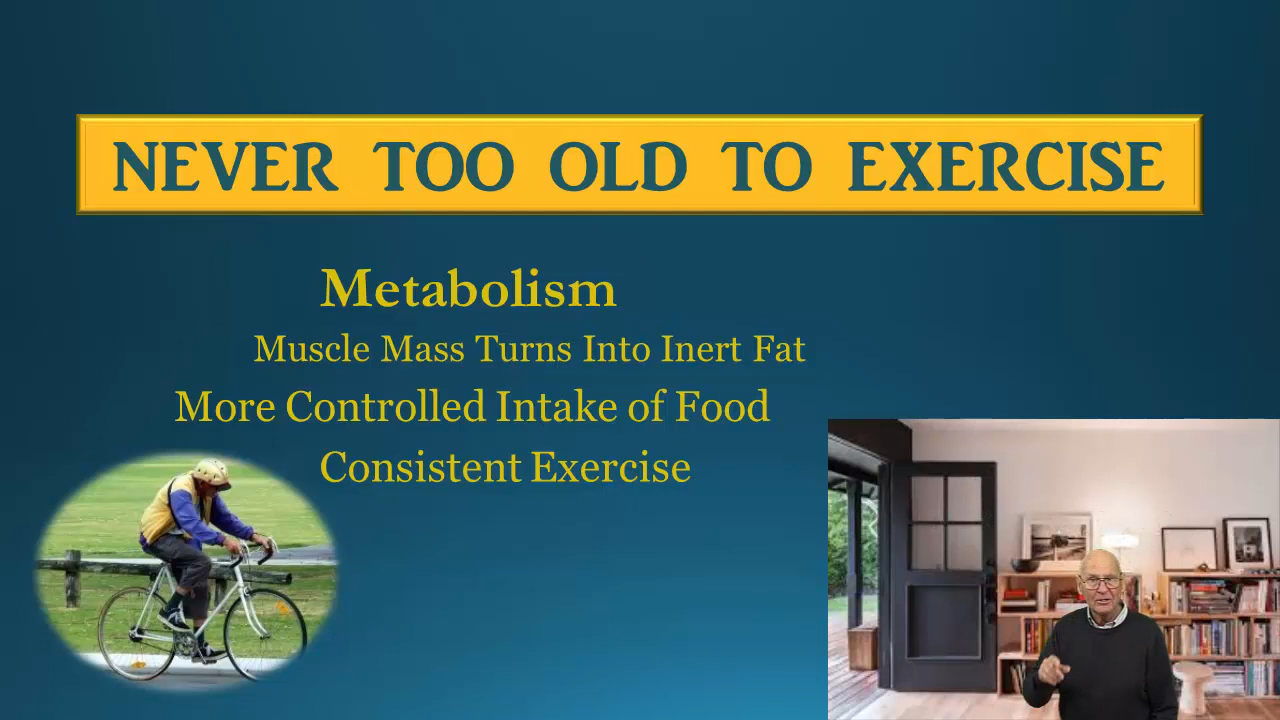 NEVER TOO OLD TO EXERCISE
Metabolism
Muscle Mass Turns Into Inert Fat
More Controlled Intake of Food
Consistent Exercise